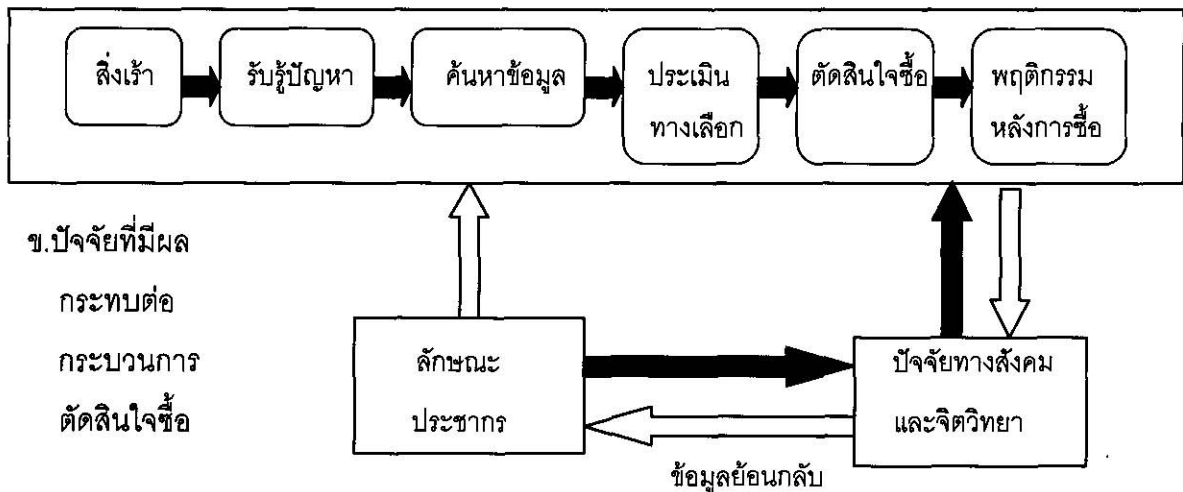 สิ่งเร้า
รับรู้ปัญหา
ค้นหาข้อมูล
ประเมิน
ทางเลือก
ตัดสินใจซื้อ
พฤติกรรม
หลังการซื้อ
ข.ปัจจัยที่มีผล
กระทบต่อ
กระบวนการ
ตัดสินใจซื้อ
ลักษณะ
ประชากร
ปัจจัยทางสังคม
และจิตวิทยา
ข้อมูลย้อนกลับ